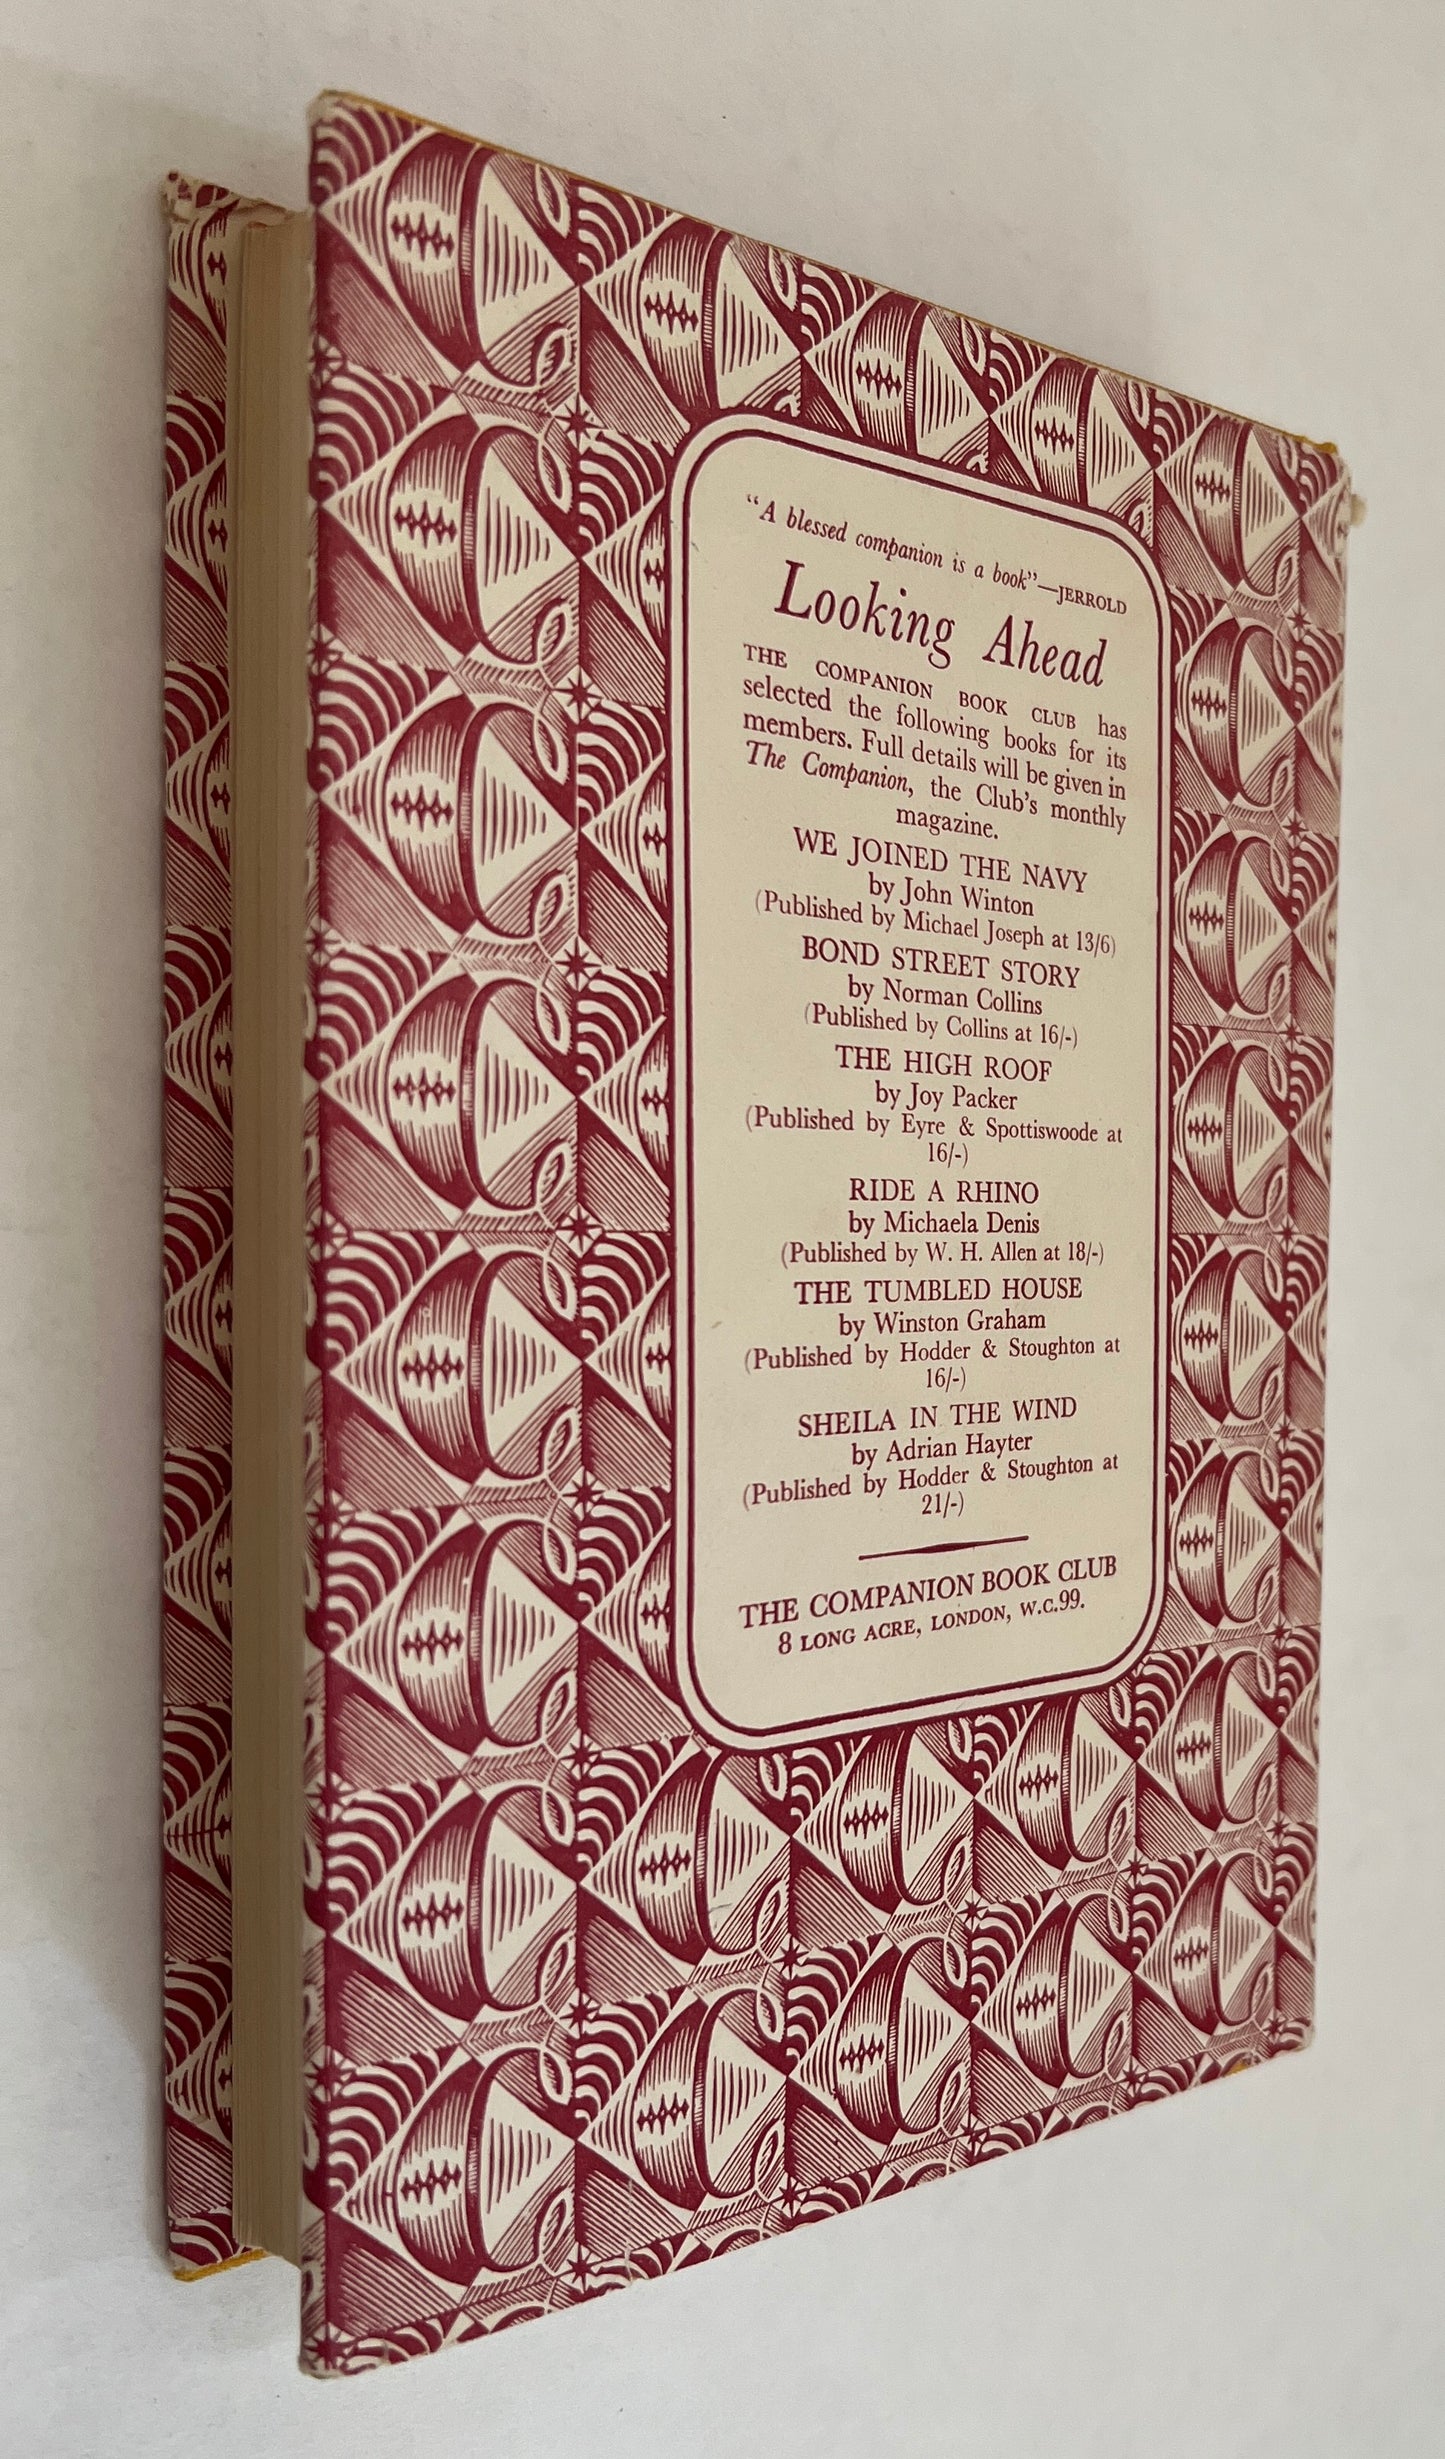 "A blessed companion is a book"—JERROLD
Looking Ahead
THE COMPANION BOOK CLUB has
selected the following books for its
members. Full details will be given in
The Companion, the Club's monthly
magazine.
WE JOINED THE NAVY
by John Winton
(Published by Michael Joseph at 13/6)
BOND STREET STORY
by Norman Collins
(Published by Collins at 16/-)
THE HIGH ROOF
by Joy Packer
(Published by Eyre & Spottiswoode at
16/-)
RIDE A RHINO
by Michaela Denis
(Published by W. H. Allen at 18/-)
THE TUMBLED HOUSE
by Winston Graham
(Published by Hodder & Stoughton at
16/-)
SHEILA IN THE WIND
by Adrian Hayter
(Published by Hodder & Stoughton at
21/-)
THE COMPANION BOOK CLUB
8 LONG ACRE, LONDON, W.C.99.